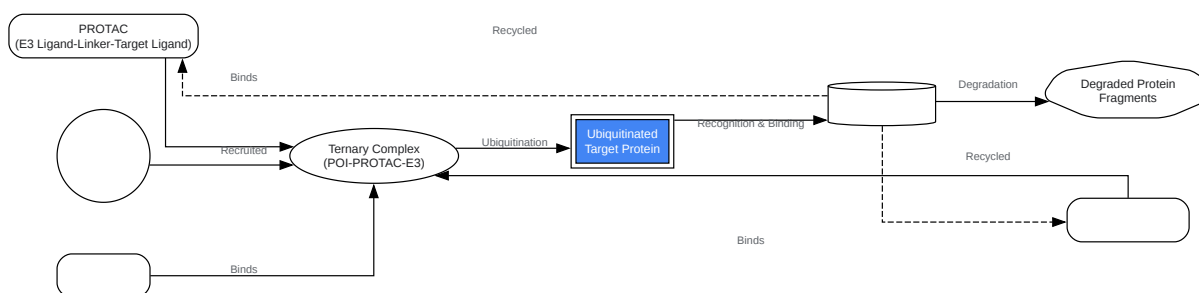 PROTAC
(E3 Ligand-Linker-Target Ligand)
Recycled
Binds
Degradation
Degraded Protein
Fragments
Recruited
Ternary Complex
(POI-PROTAC-E3)
Ubiquitination
Ubiquitinated
Target Protein
Recognition & Binding
Recycled
Binds
Binds